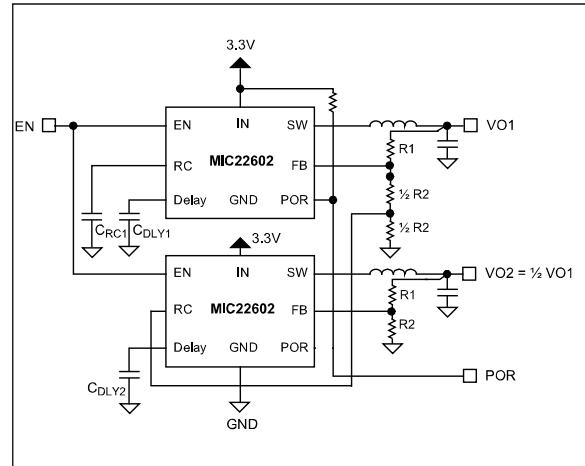 3.3V
EN
EN
IN
SW
VO1
R1
RC
MIC22602
FB
½ R2
Delay
GND
POR
½ R2
CRC1
CDLY1
3.3V
EN
IN
SW
VO2 = ½ VO1
R1
RC
MIC22602
FB
R2
Delay
GND
POR
CDLY2
POR
GND